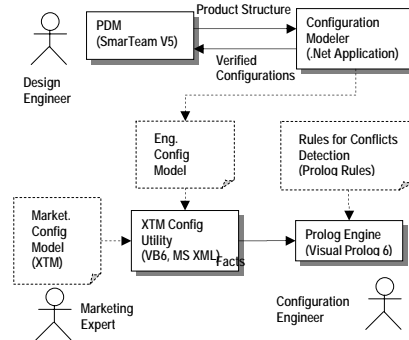 Product Structure
PDM
(SmarTeam V5)
Configuration
Modeler
(.Net Application)
Verified
Configurations
Design
Engineer
Eng.
Config
Model
Rules for Conflicts
Detection
(Prolog Rules)
Market.
Config
Model
(XTM)
XTM Config
Utility
(VB6, MS XML)
Facts
Prolog Engine
(Visual Prolog 6)
Marketing
Expert
Configuration
Engineer